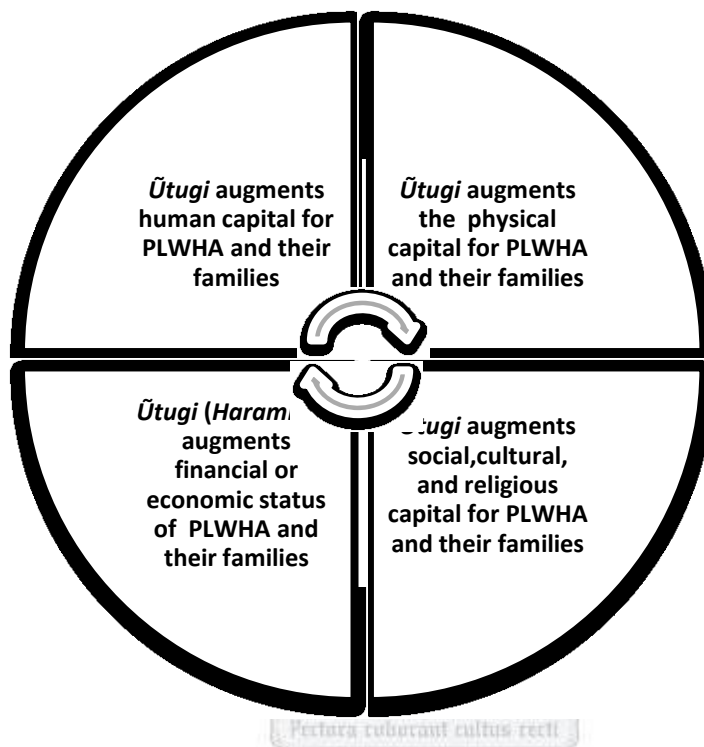 Ũtugi augments
human capital for
PLWHA and their
families
Ũtugi augments
the physical
capital for PLWHA
and their families
Ũtugi (Haram
augments
financial or
economic status
of PLWHA and
their families
tugi augments
social,cultural,
and religious
capital for PLWHA
and their families
Pectora roborant cultus recti